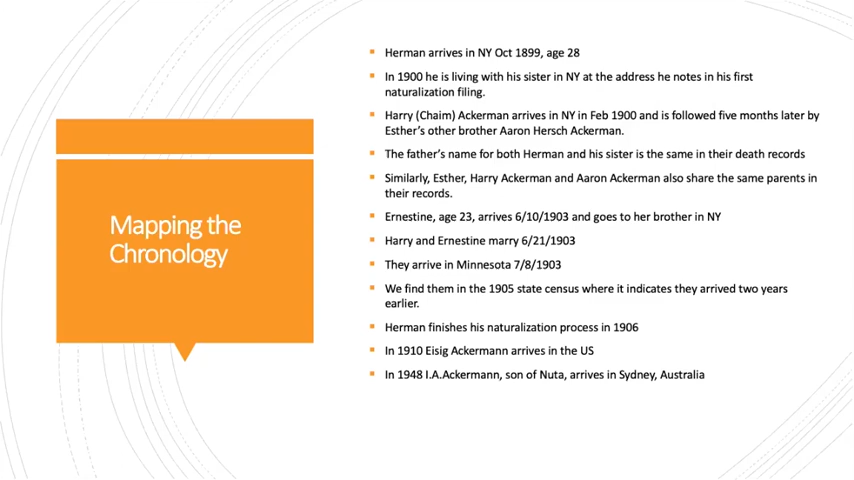 Mapping the
Chronology
Herman arrives in NY Oct 1899, age 28
In 1900 he is living with his sister in NY at the address he notes in his first
naturalization filing.
Harry (Chaim) Ackerman arrives in NY in Feb 1900 and is followed five months later by
Esther's other brother Aaron Hersch Ackerman.
The father's name for both Herman and his sister is the same in their death records
Similarly, Esther, Harry Ackerman and Aaron Ackerman also share the same parents in
their records.
Ernestine, age 23, arrives 6/10/1903 and goes to her brother in NY
Harry and Ernestine marry 6/21/1903
They arrive in Minnesota 7/8/1903
We find them in the 1905 state census where it indicates they arrived two years
earlier.
Herman finishes his naturalization process in 1906
In 1910 Eisig Ackermann arrives in the US
In 1948 I.A.Ackermann, son of Nuta, arrives in Sydney, Australia